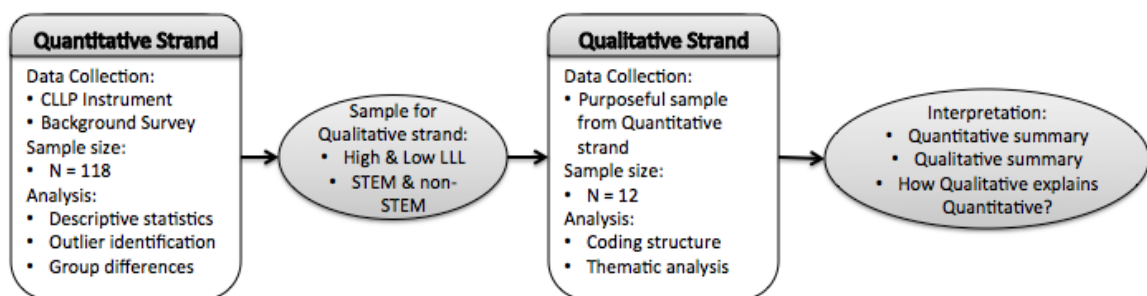 Quantitative Strand
Data Collection:
• CLLP Instrument
• Background Survey
Sample size:
• N = 118
Analysis:
• Descriptive statistics
• Outlier identification
• Group differences
Sample for
Qualitative strand:
• High & Low LLL
• STEM & non-
STEM
Qualitative Strand
Data Collection:
• Purposeful sample
from Quantitative
strand
Sample size:
• N = 12
Analysis:
• Coding structure
• Thematic analysis
Interpretation:
• Quantitative summary
• Qualitative summary
• How Qualitative explains
Quantitative?